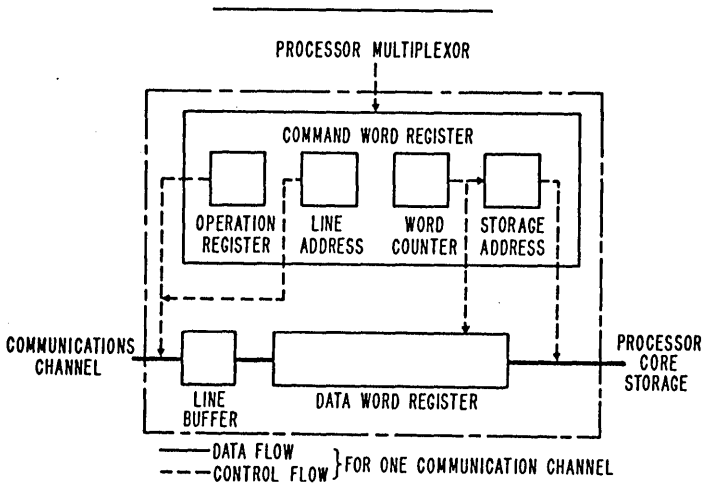 PROCESSOR MULTIPLEXOR
COMMAND WORD REGISTER
OPERATION
REGISTER
LINE
ADDRESS
WORD
COUNTER
STORAGE
ADDRESS
COMMUNICATIONS
CHANNEL
LINE
BUFFER
DATA WORD REGISTER
PROCESSOR
CORE
STORAGE
DATA FLOW
CONTROL FLOW
FOR ONE COMMUNICATION CHANNEL